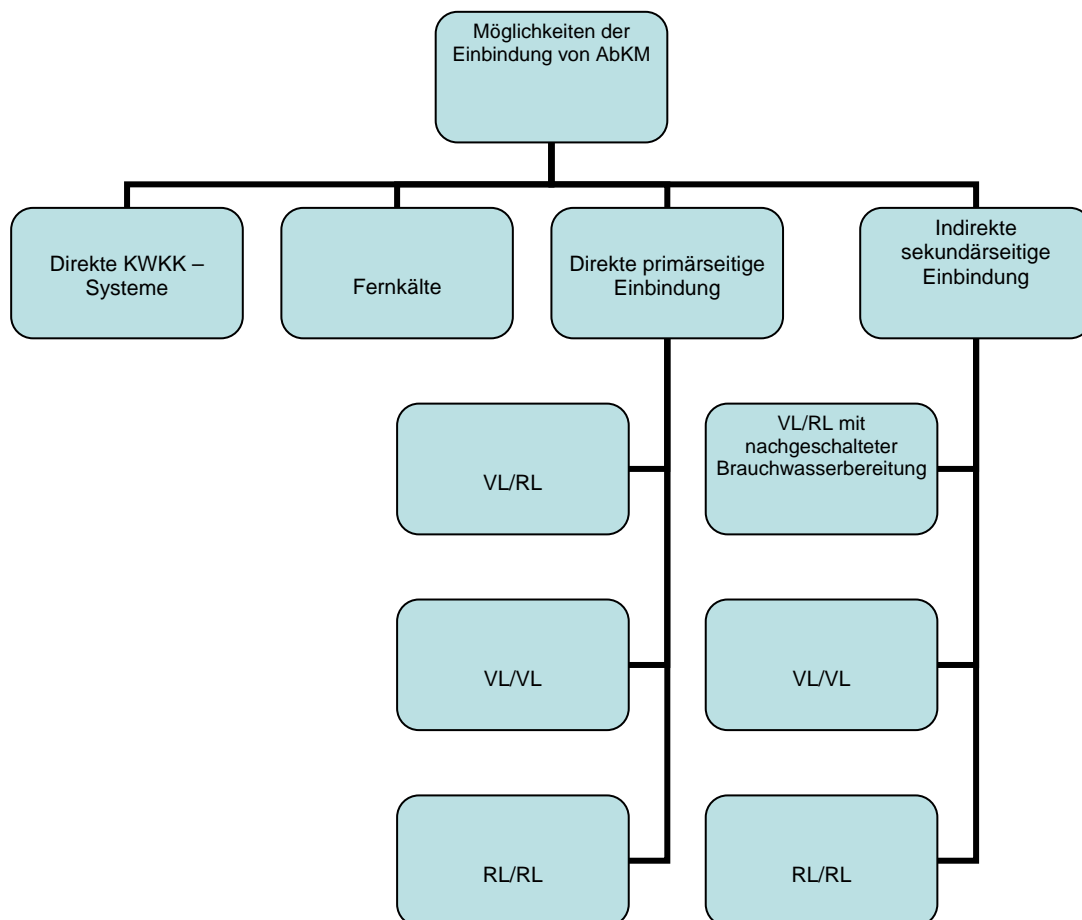 Möglichkeiten der
Einbindung von AbKM
Direkte KWKK –
Systeme
Fernkälte
Direkte primärseitige
Einbindung
Indirekte
sekundärseitige
Einbindung
VL/RL
VL/RL mit
nachgeschalteter
Brauchwasserbereitung
VL/VL
VL/VL
RL/RL
RL/RL